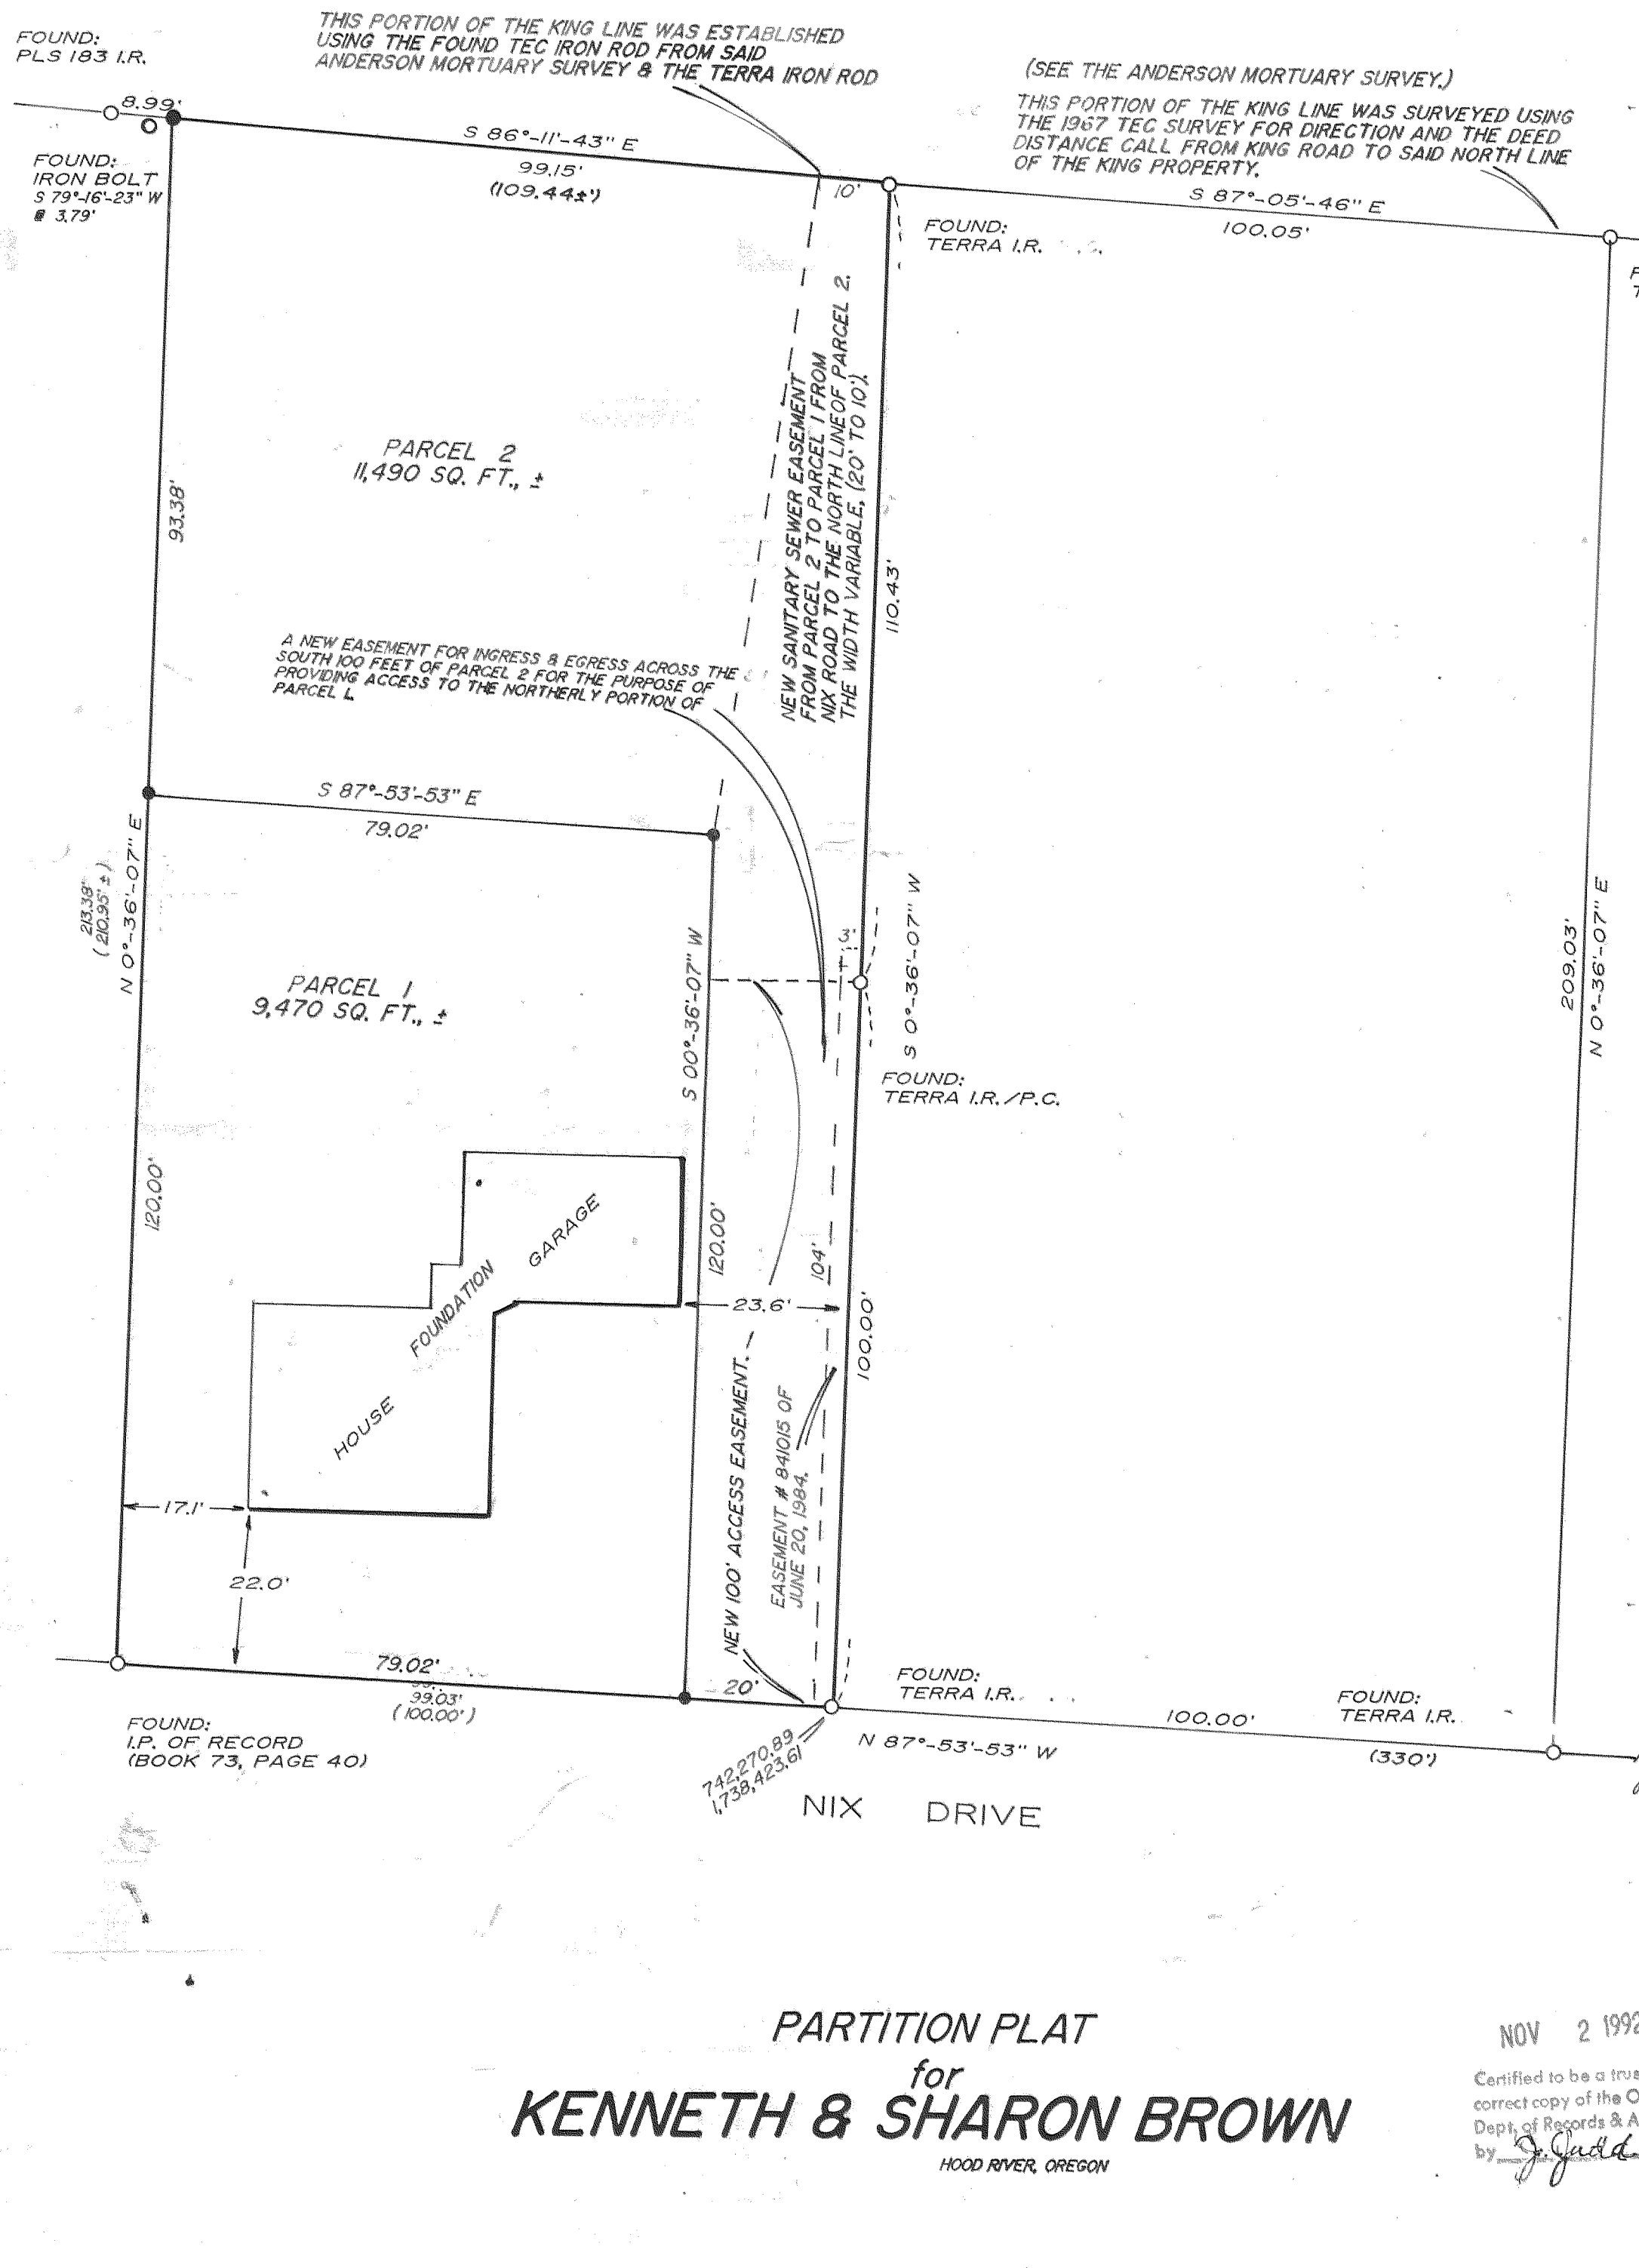 FOUND:
PLS 183 I.R.
THIS PORTION OF THE KING LINE WAS ESTABLISHED
USING THE FOUND TEC IRON ROD FROM SAID
ANDERSON MORTUARY SURVEY & THE TERRA IRON ROD
(SEE THE ANDERSON MORTUARY SURVEY.)
THIS PORTION OF THE KING LINE WAS SURVEYED USING
THE 1967 TEC SURVEY FOR DIRECTION AND THE DEED
DISTANCE CALL FROM KING ROAD TO SAID NORTH LINE
OF THE KING PROPERTY.
8.99'
FOUND:
IRON BOLT
S 79°-16'-23" W
@ 3.79'
S 86°-11'-43" E
99.15'
(109.44±')
10'
S 87°-05'-46" E
100.05'
FOUND:
TERRA I.R.
NEW SANITARY SEWER EASEMENT
FROM PARCEL 2 TO PARCEL 1 FROM
NIX ROAD TO THE NORTH LINE OF PARCEL 2.
THE WIDTH VARIABLE, (20' TO 10').
PARCEL 2
11,490 SQ. FT., ±
93.38'
110.43'
A NEW EASEMENT FOR INGRESS & EGRESS ACROSS THE
SOUTH 100 FEET OF PARCEL 2 FOR THE PURPOSE OF
PROVIDING ACCESS TO THE NORTHERLY PORTION OF
PARCEL 1.
S 87°-53'-53" E
79.02'
213.38'
(210.95' ±)
N 0°-36'-07" E
PARCEL 1
9,470 SQ. FT., ±
S 00°-36'-07" W
3'
S 0°-36'-07" W
209.03'
N 0°-36'-07" E
FOUND:
TERRA I.R./P.C.
120.00'
GARAGE
FOUNDATION
HOUSE
120.00'
104'
23.6'
100.00'
NEW 100' ACCESS EASEMENT.
EASEMENT # 841015 OF
JUNE 20, 1984.
17.1'
22.0'
79.02'
99.03'
(100.00')
20'
FOUND:
TERRA I.R.
FOUND:
TERRA I.R.
100.00'
(330')
N 87°-53'-53" W
FOUND:
I.P. OF RECORD
(BOOK 73, PAGE 40)
742,270.89
1,738,423.61
NIX DRIVE
PARTITION PLAT
for
KENNETH & SHARON BROWN
HOOD RIVER, OREGON
NOV 2 1992
Certified to be a true
correct copy of the O
Dept. of Records & A
by J. Judd